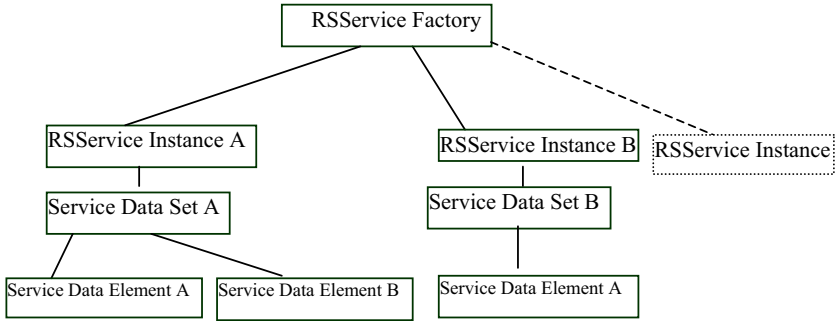 RSService Factory
RSService Instance A
RSService Instance B
RSService Instance
Service Data Set A
Service Data Set B
Service Data Element A
Service Data Element B
Service Data Element A